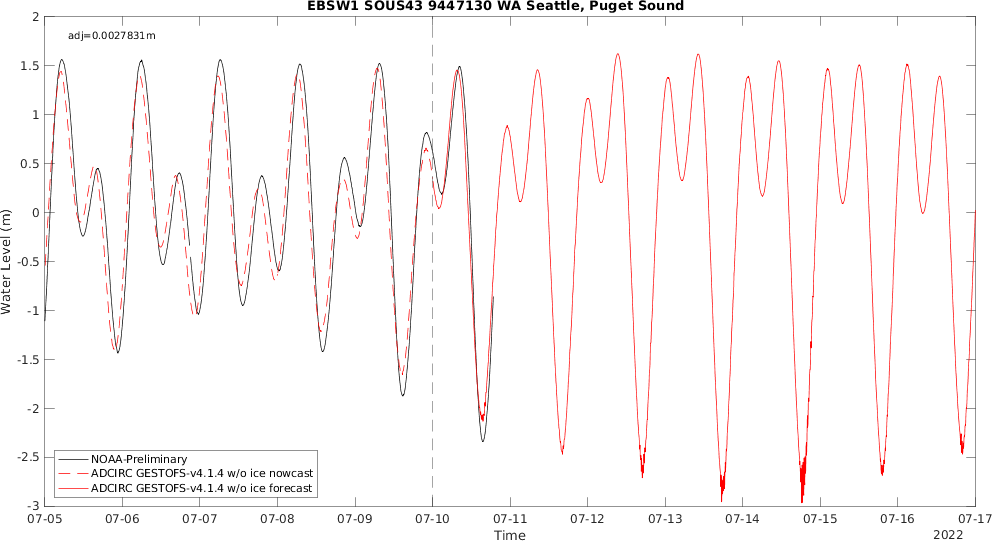 EBSW1 SOUS43 9447130 WA Seattle, Puget Sound
adj=0.0027831m
2
1.5
1
0.5
0
-0.5
-1
-1.5
-2
-2.5
-3
Water Level (m)
NOAA-Preliminary
ADCIRC GESTOFS-v4.1.4 w/o ice nowcast
ADCIRC GESTOFS-v4.1.4 w/o ice forecast
07-05 07-06 07-07 07-08 07-09 07-10 07-11 07-12 07-13 07-14 07-15 07-16 07-17
Time
2022